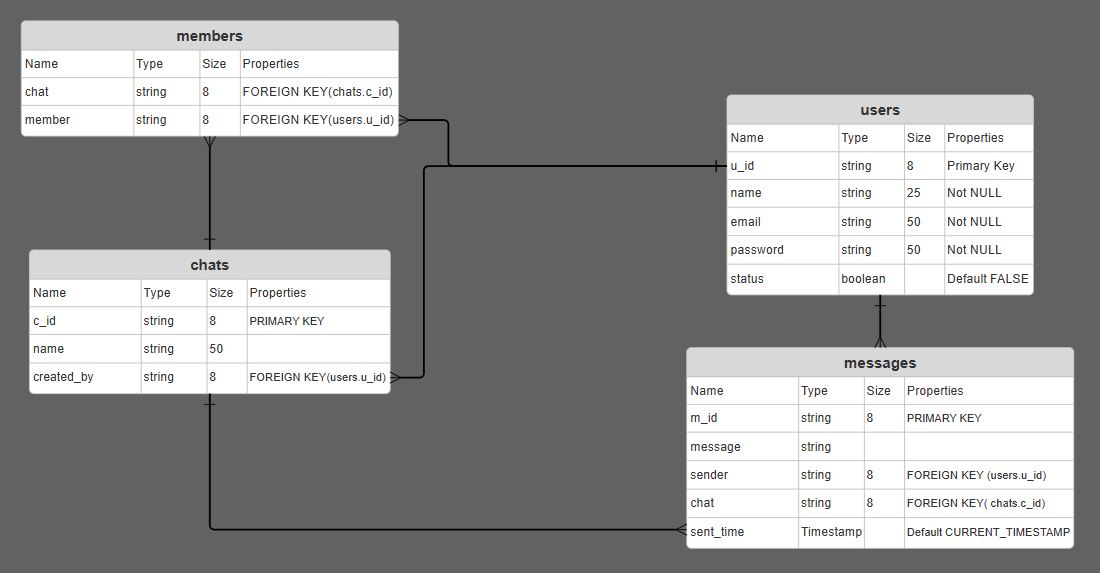 members
Name Type Size Properties
chat string 8 FOREIGN KEY(chats.c_id)
member string 8 FOREIGN KEY(users.u_id)
users
Name Type Size Properties
u_id string 8 Primary Key
name string 25 Not NULL
email string 50 Not NULL
password string 50 Not NULL
status boolean Default FALSE
chats
Name Type Size Properties
c_id string 8 PRIMARY KEY
name string 50
created_by string 8 FOREIGN KEY(users.u_id)
messages
Name Type Size Properties
m_id string 8 PRIMARY KEY
message string
sender string 8 FOREIGN KEY (users.u_id)
chat string 8 FOREIGN KEY( chats.c_id)
sent_time Timestamp Default CURRENT_TIMESTAMP